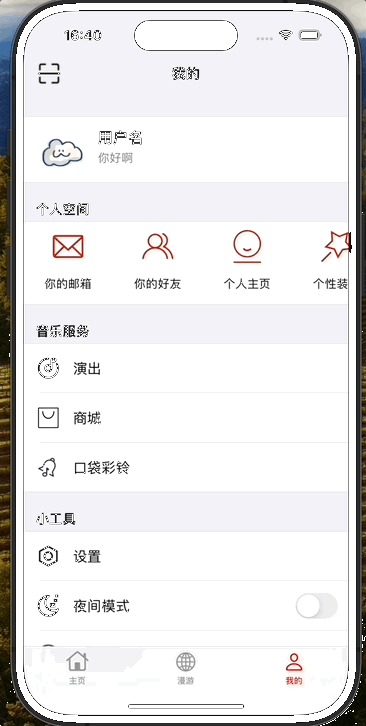 16:40
我的
用户名
你好啊
个人空间
你的邮箱 你的好友 个人主页 个性装
音乐服务
演出
商城
口袋彩铃
小工具
设置
夜间模式
主页 漫游 我的